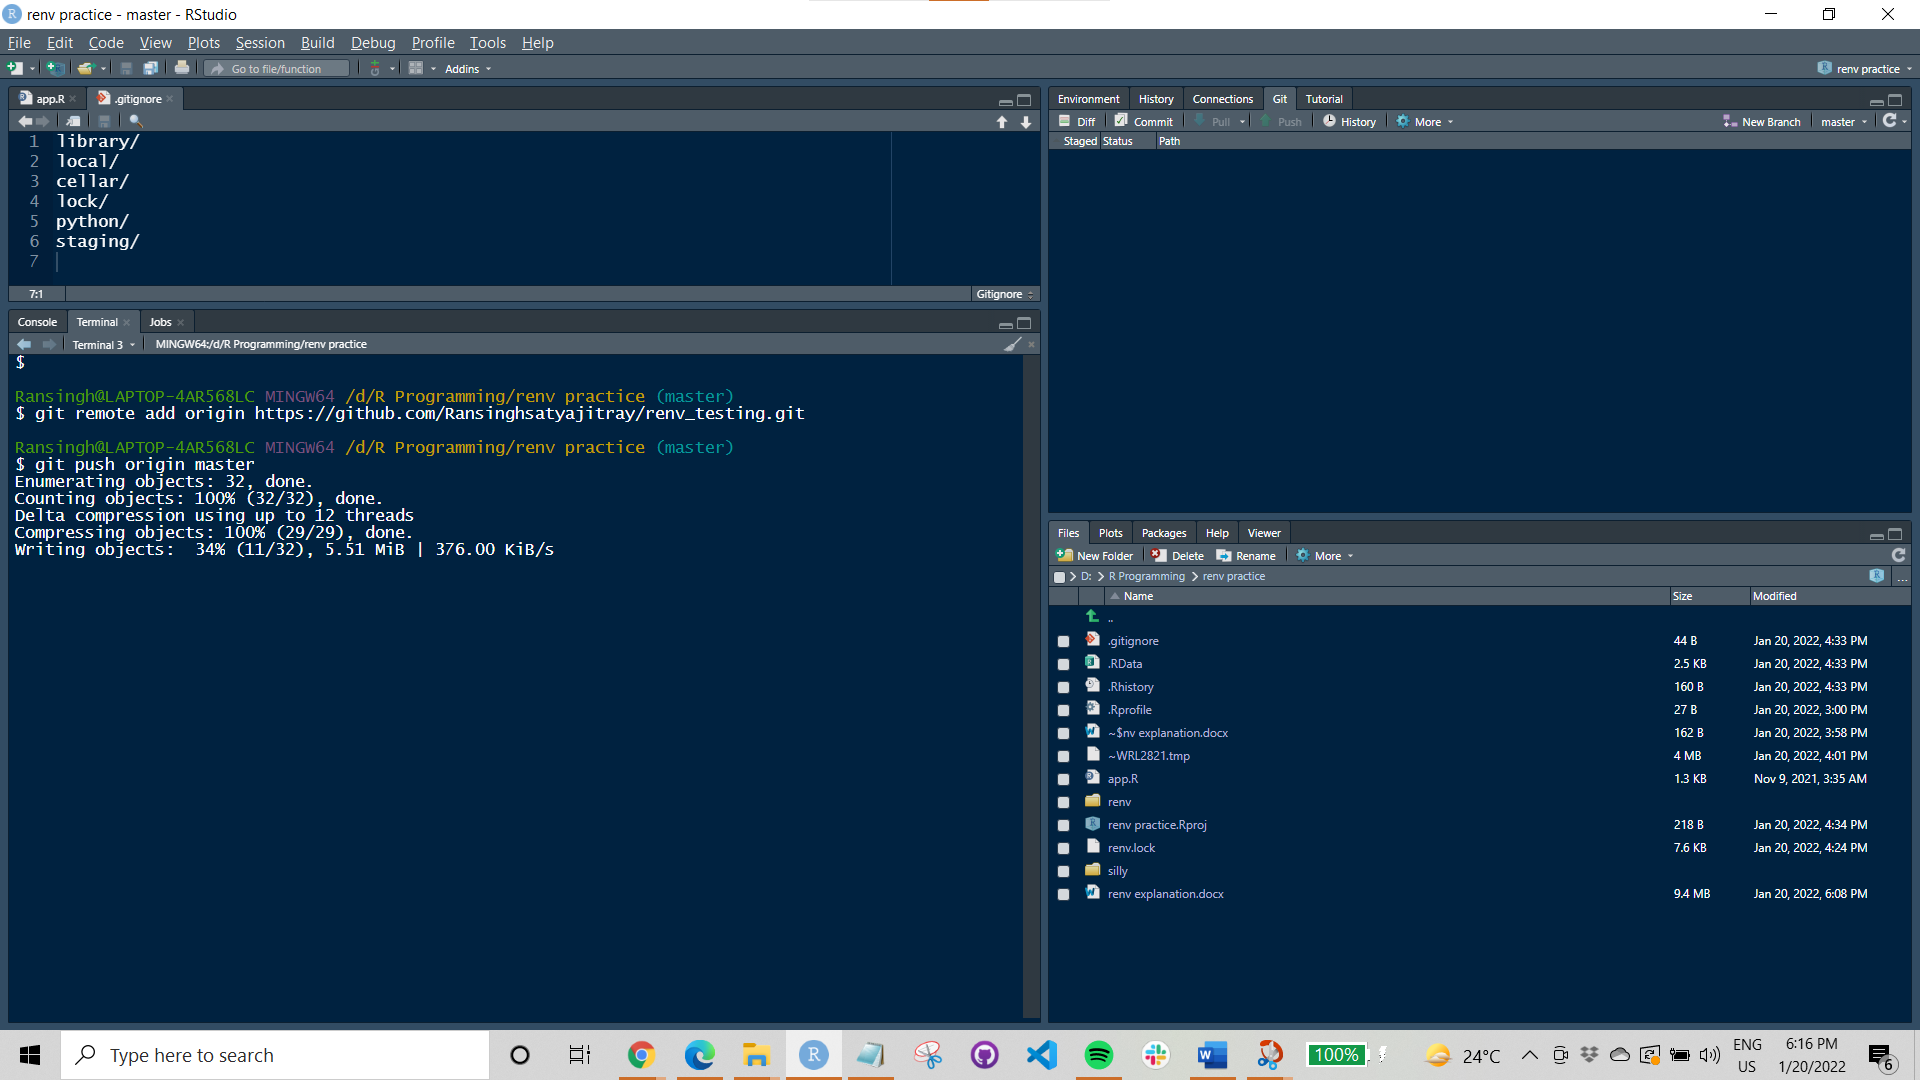 renv practice - master - RStudio
File Edit Code View Plots Session Build Debug Profile Tools Help
Go to file/function Addins renv practice
app.R .gitignore
1 library/
2 local/
3 cellar/
4 lock/
5 python/
6 staging/
7
7:1 Gitignore
Console Terminal Jobs
Terminal 3 MINGW64:/d/R Programming/renv practice
$
Ransingh@LAPTOP-4AR568LC MINGW64 /d/R Programming/renv practice (master)
$ git remote add origin https://github.com/Ransinghsatyajitray/renv_testing.git
Ransingh@LAPTOP-4AR568LC MINGW64 /d/R Programming/renv practice (master)
$ git push origin master
Enumerating objects: 32, done.
Counting objects: 100% (32/32), done.
Delta compression using up to 12 threads
Compressing objects: 100% (29/29), done.
Writing objects:  34% (11/32), 5.51 MiB | 376.00 KiB/s
Environment History Connections Git Tutorial
Diff Commit Pull Push History More New Branch master
Staged Status Path
Files Plots Packages Help Viewer
New Folder Delete Rename More
D: R Programming renv practice ...
Name Size Modified
..
.gitignore 44 B Jan 20, 2022, 4:33 PM
.RData 2.5 KB Jan 20, 2022, 4:33 PM
.Rhistory 160 B Jan 20, 2022, 4:33 PM
.Rprofile 27 B Jan 20, 2022, 3:00 PM
~$nv explanation.docx 162 B Jan 20, 2022, 3:58 PM
~WRL2821.tmp 4 MB Jan 20, 2022, 4:01 PM
app.R 1.3 KB Nov 9, 2021, 3:35 AM
renv
renv practice.Rproj 218 B Jan 20, 2022, 4:34 PM
renv.lock 7.6 KB Jan 20, 2022, 4:24 PM
silly
renv explanation.docx 9.4 MB Jan 20, 2022, 6:08 PM
Type here to search 100% 24°C ENG US 6:16 PM 1/20/2022 6